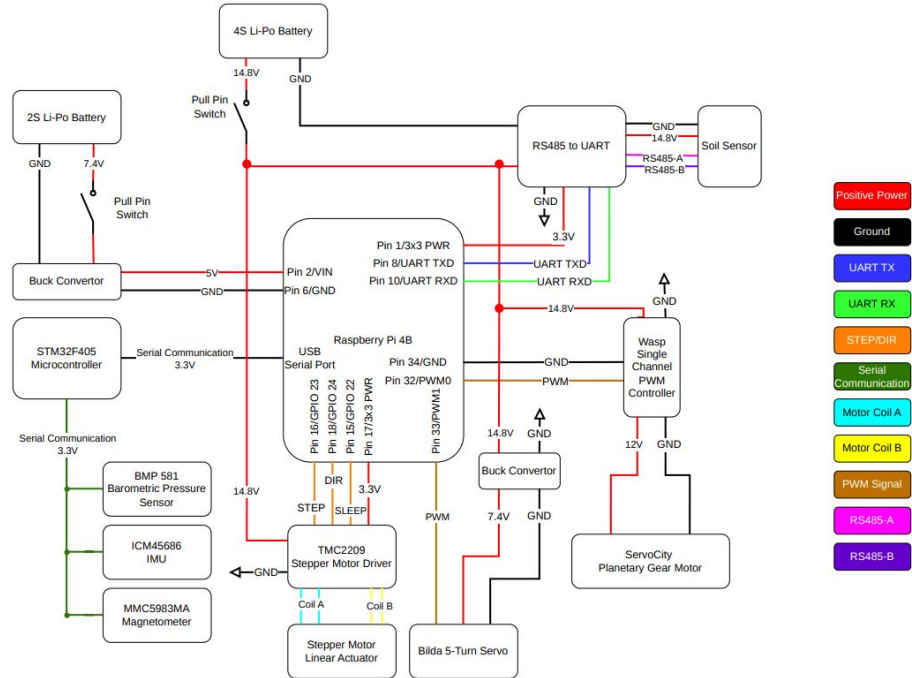 4S Li-Po Battery
14.8V
GND
Pull Pin
Switch
2S Li-Po Battery
GND
7.4V
Pull Pin
Switch
RS485 to UART
GND
14.8V
RS485-A
RS485-B
Soil Sensor
GND
3.3V
Positive Power
Ground
UART TX
UART RX
STEP/DIR
Serial
Communication
Motor Coil A
Motor Coil B
PWM Signal
RS485-A
RS485-B
Buck Convertor
5V
GND
Pin 2/VIN
Pin 6/GND
Pin 1/3x3 PWR
Pin 8/UART TXD
Pin 10/UART RXD
UART TXD
UART RXD
Raspberry Pi 4B
USB
Serial Port
Pin 34/GND
Pin 32/PWM0
Pin 16/GPIO 23
Pin 18/GPIO 24
Pin 15/GPIO 22
Pin 17/3x3 PWR
Pin 33/PWM1
GND
PWM
14.8V
GND
Wasp
Single
Channel
PWM
Controller
12V
GND
ServoCity
Planetary Gear Motor
STM32F405
Microcontroller
Serial Communication
3.3V
Serial Communication
3.3V
BMP 581
Barometric Pressure
Sensor
ICM45686
IMU
MMC5983MA
Magnetometer
14.8V
STEP
DIR
SLEEP
3.3V
PWM
14.8V
GND
Buck Convertor
7.4V
GND
TMC2209
Stepper Motor Driver
GND
Coil A
Coil B
Stepper Motor
Linear Actuator
Bilda 5-Turn Servo